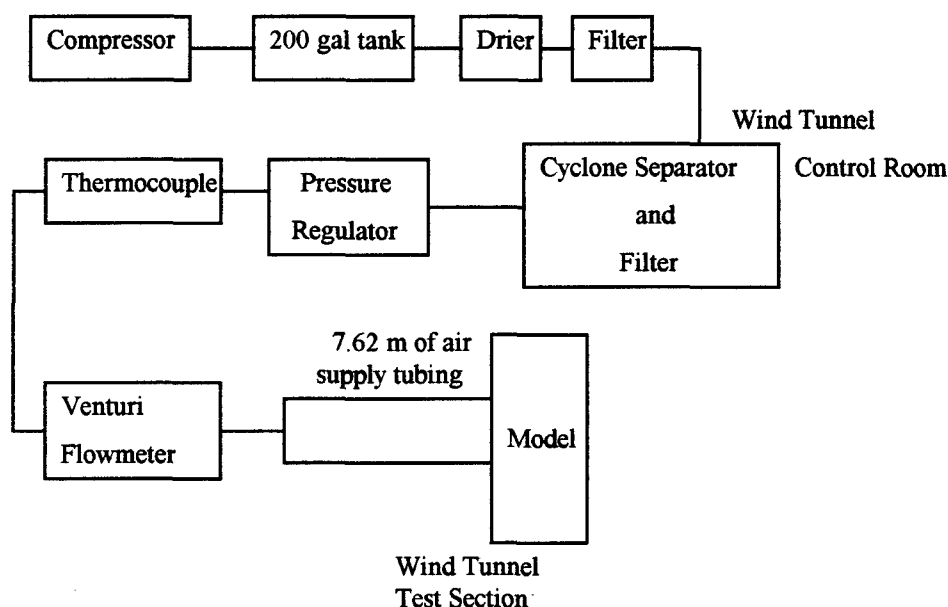 Compressor
200 gal tank
Drier
Filter
Wind Tunnel
Control Room
Cyclone Separator
and
Filter
Pressure
Regulator
Thermocouple
Venturi
Flowmeter
7.62 m of air
supply tubing
Model
Wind Tunnel
Test Section